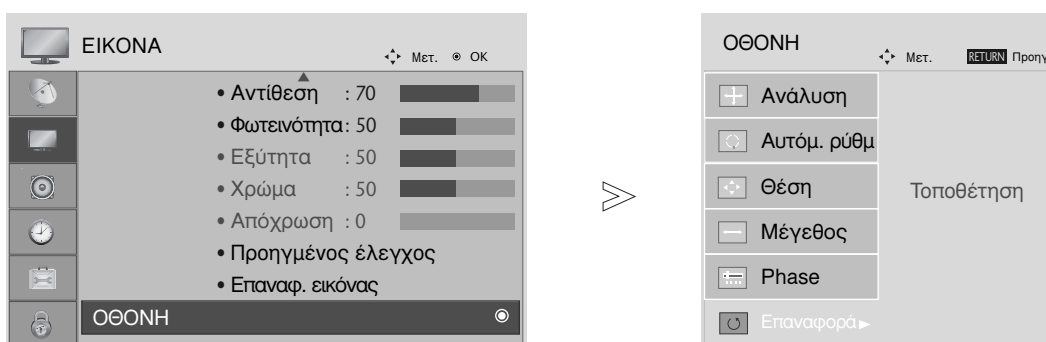 ΕΙΚΟΝΑ
Μετ. OK
• Αντίθεση : 70
• Φωτεινότητα : 50
• Εξύτητα : 50
• Χρώμα : 50
• Απόχρωση : 0
• Προηγμένος έλεγχος
• Επαναφ. εικόνας
ΟΘΟΝΗ
ΟΘΟΝΗ
Μετ. RETURN Προηγ
Ανάλυση
Αυτόμ. ρύθμ
Θέση
Μέγεθος
Phase
Επαναφορά
Τοποθέτηση